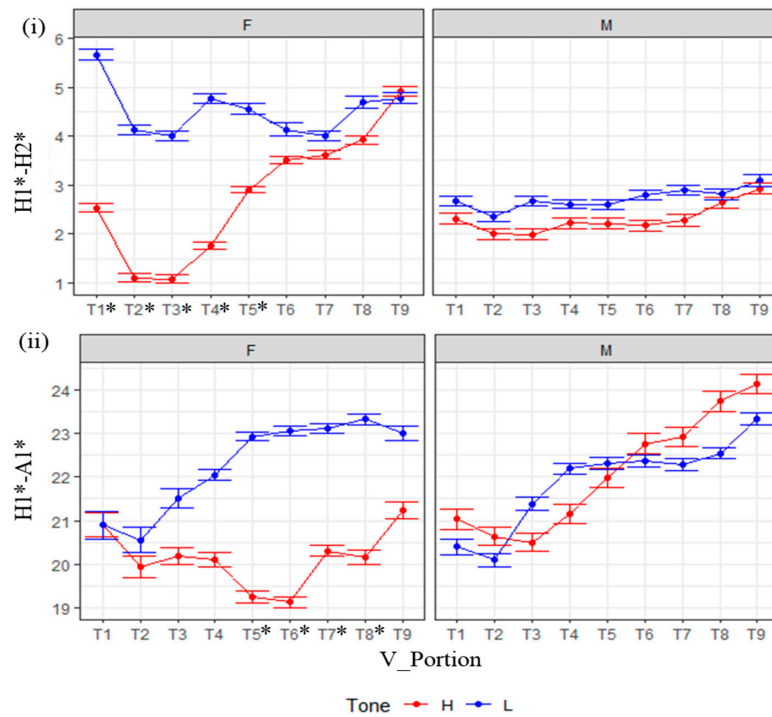 (i)
F
M
H1*-H2*
6
5
4
3
2
1
T1* T2* T3* T4* T5* T6 T7 T8 T9
T1 T2 T3 T4 T5 T6 T7 T8 T9
(ii)
F
M
H1*-A1*
24
23
22
21
20
19
T1 T2 T3 T4 T5* T6* T7* T8* T9
T1 T2 T3 T4 T5 T6 T7 T8 T9
V_Portion
Tone H L